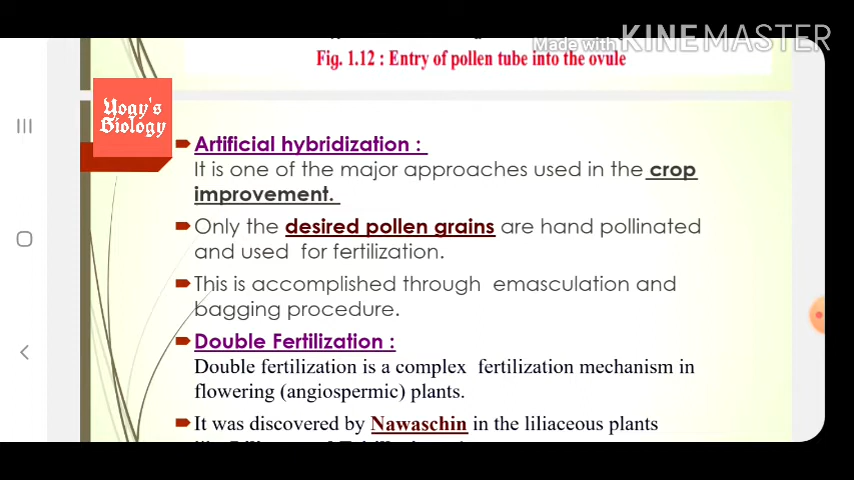 Made with KINEMASTER
Fig. 1.12 : Entry of pollen tube into the ovule
Yogy's
Biology
Artificial hybridization :
It is one of the major approaches used in the crop
improvement.
Only the desired pollen grains are hand pollinated
and used for fertilization.
This is accomplished through emasculation and
bagging procedure.
Double Fertilization :
Double fertilization is a complex fertilization mechanism in
flowering (angiospermic) plants.
It was discovered by Nawaschin in the liliaceous plants